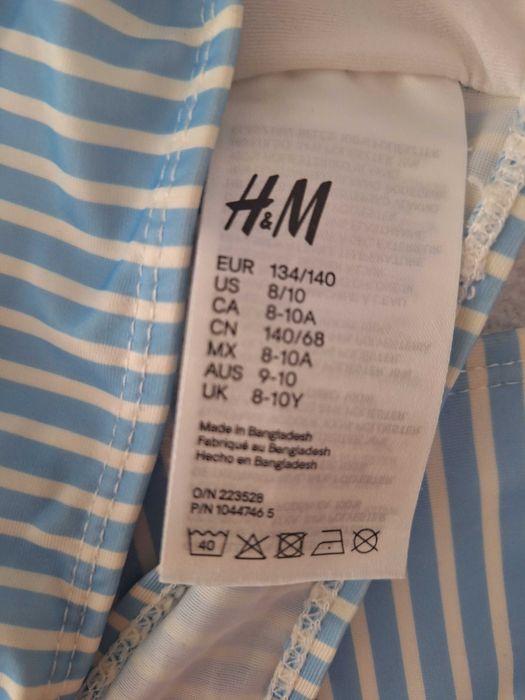 H&M
EUR 134/140
US 8/10
CA 8-10A
CN 140/68
MX 8-10A
AUS 9-10
UK 8-10Y
Made in Bangladesh
Fabriqué au Bangladesh
Hecho en Bangladesh
O/N 223528
P/N 1044746 5
40